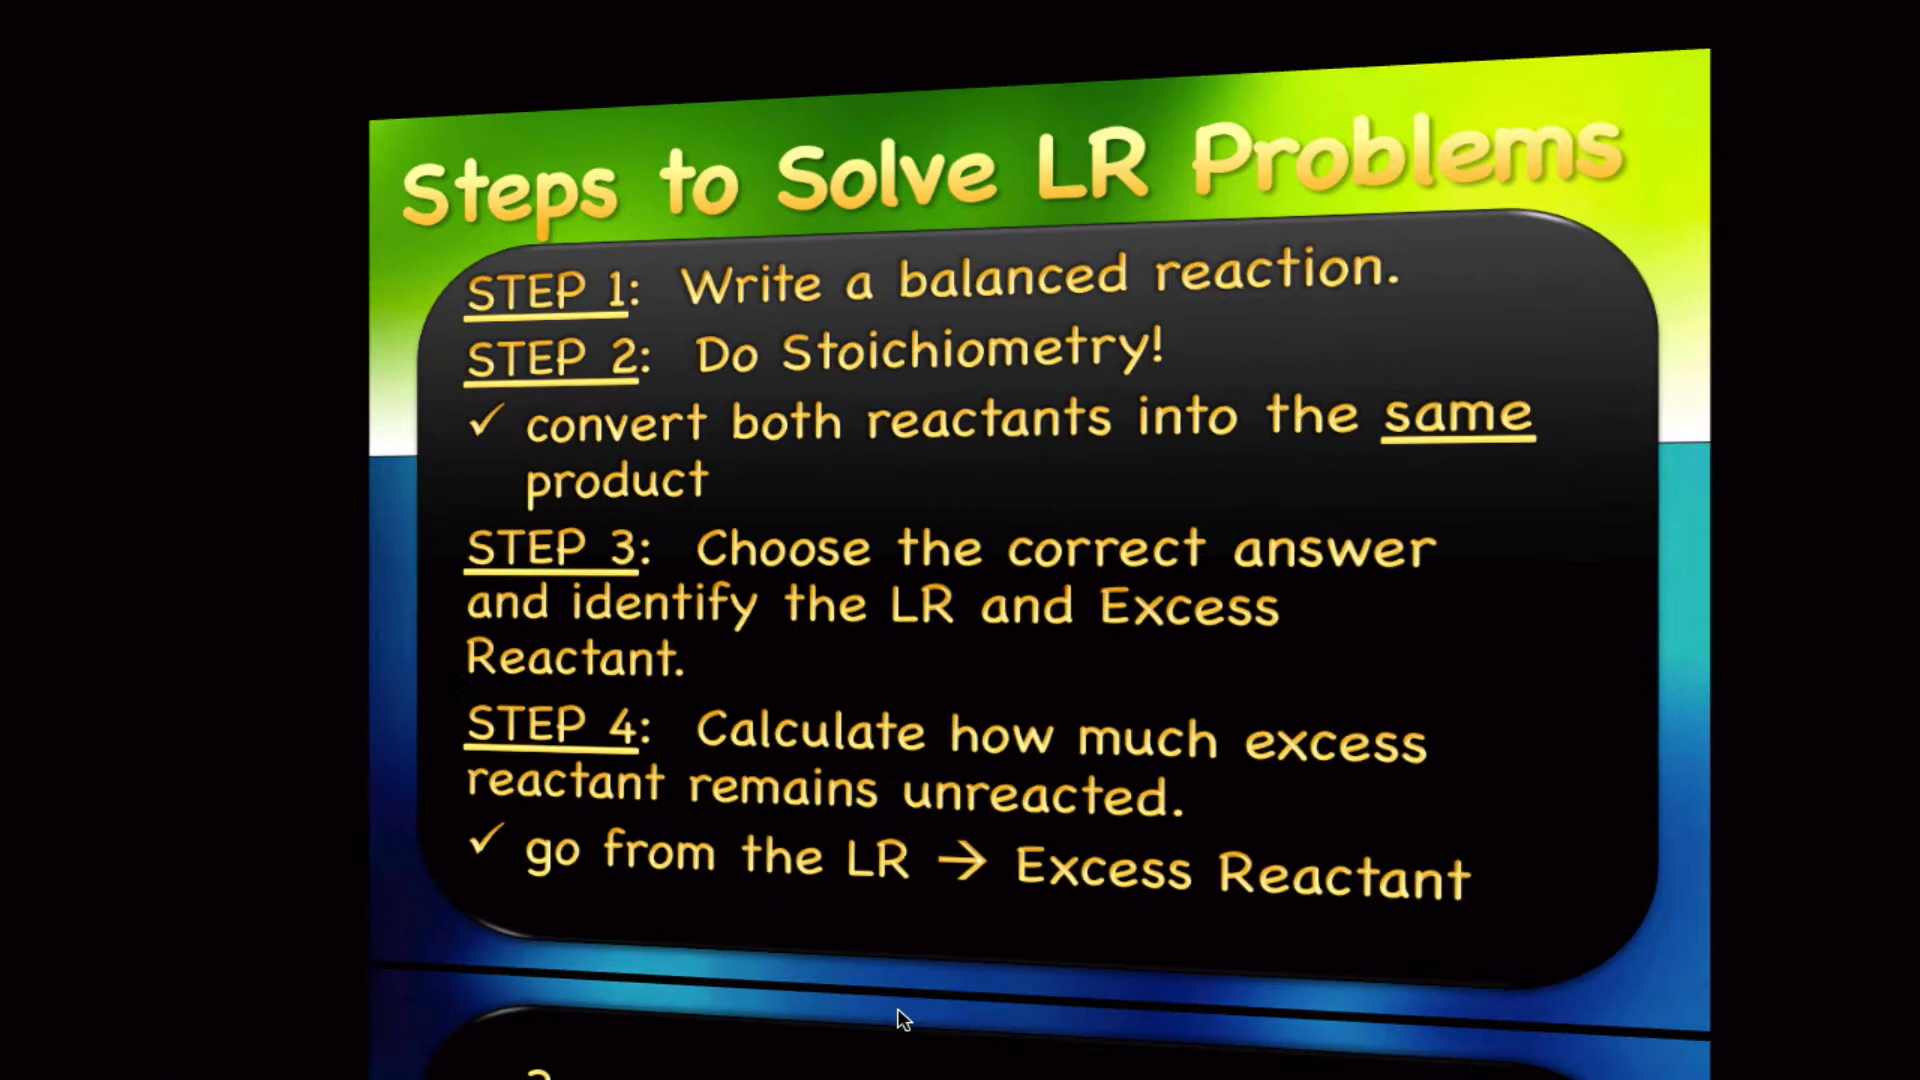 Steps to Solve LR Problems
STEP 1: Write a balanced reaction.
STEP 2: Do Stoichiometry!
✓ convert both reactants into the same
product
STEP 3: Choose the correct answer
and identify the LR and Excess
Reactant.
STEP 4: Calculate how much excess
reactant remains unreacted.
✓ go from the LR → Excess Reactant